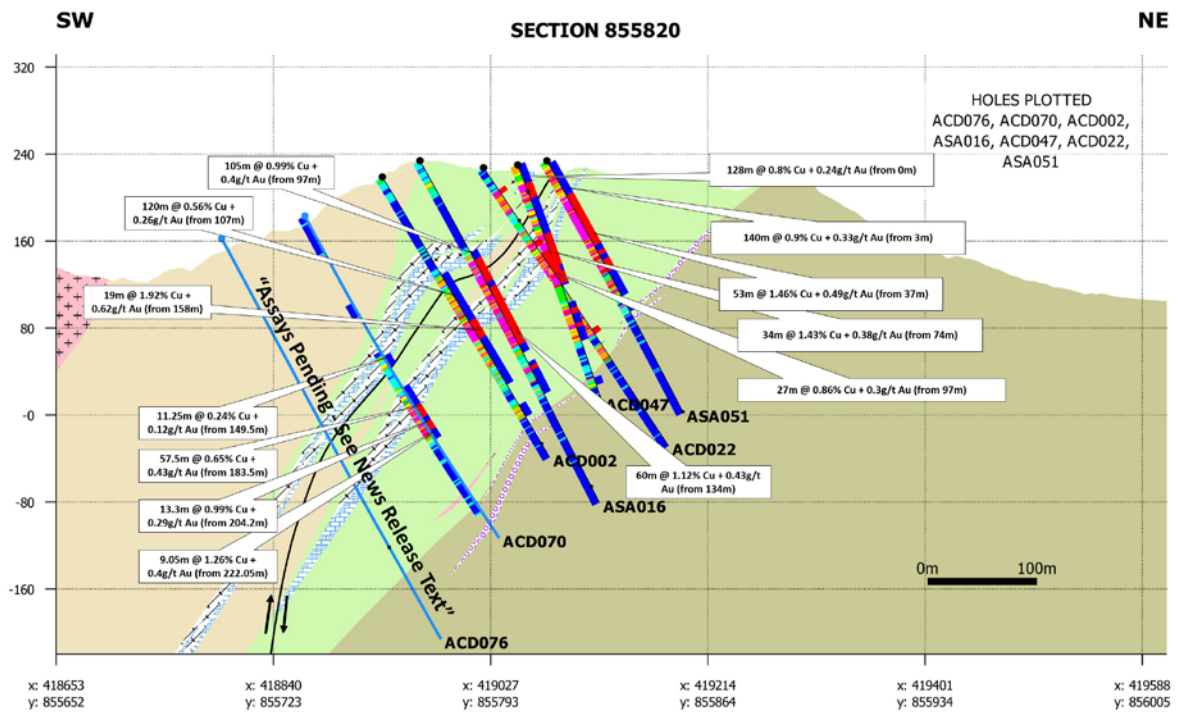 SW
NE
SECTION 855820
HOLES PLOTTED
ACD076, ACD070, ACD002,
ASA016, ACD047, ACD022,
ASA051
320
240
160
80
-0
-80
-160
105m @ 0.99% Cu +
0.4g/t Au (from 97m)
120m @ 0.56% Cu +
0.26g/t Au (from 107m)
19m @ 1.92% Cu +
0.62g/t Au (from 158m)
11.25m @ 0.24% Cu +
0.12g/t Au (from 149.5m)
57.5m @ 0.65% Cu +
0.43g/t Au (from 183.5m)
13.3m @ 0.99% Cu +
0.29g/t Au (from 204.2m)
9.05m @ 1.26% Cu +
0.4g/t Au (from 222.05m)
128m @ 0.8% Cu + 0.24g/t Au (from 0m)
140m @ 0.9% Cu + 0.33g/t Au (from 3m)
53m @ 1.46% Cu + 0.49g/t Au (from 37m)
34m @ 1.43% Cu + 0.38g/t Au (from 74m)
27m @ 0.86% Cu + 0.3g/t Au (from 97m)
60m @ 1.12% Cu + 0.43g/t
Au (from 134m)
"Assays Pending - See News Release Text"
ACD047
ASA051
ACD022
ACD002
ASA016
ACD070
ACD076
0m 100m
x: 418653
y: 855652
x: 418840
y: 855723
x: 419027
y: 855793
x: 419214
y: 855864
x: 419401
y: 855934
x: 419588
y: 856005